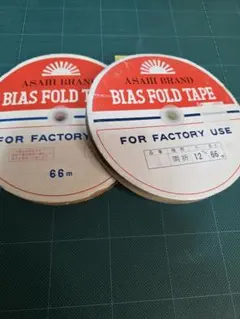 ASAHI BRAND
BIAS FOLD TAPE
FOR FACTORY
66m
ASAHI BRAND
BIAS FOLD TAPE
FOR FACTORY USE
両折 12 66